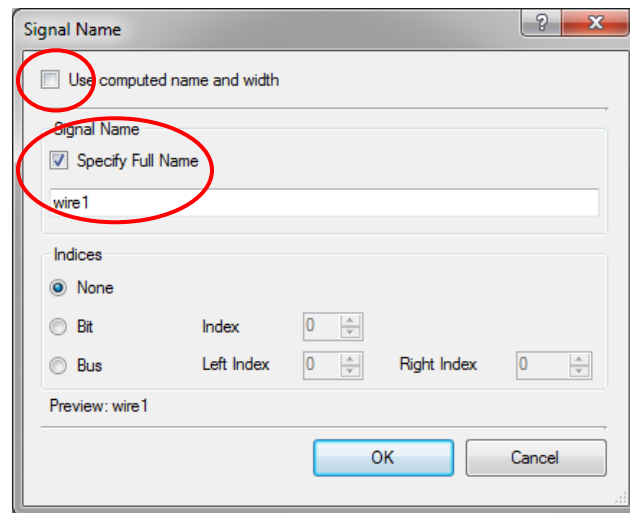 Signal Name
Use computed name and width
Signal Name
Specify Full Name
wire1
Indices
None
Bit Index 0
Bus Left Index 0 Right Index 0
Preview: wire1
OK Cancel